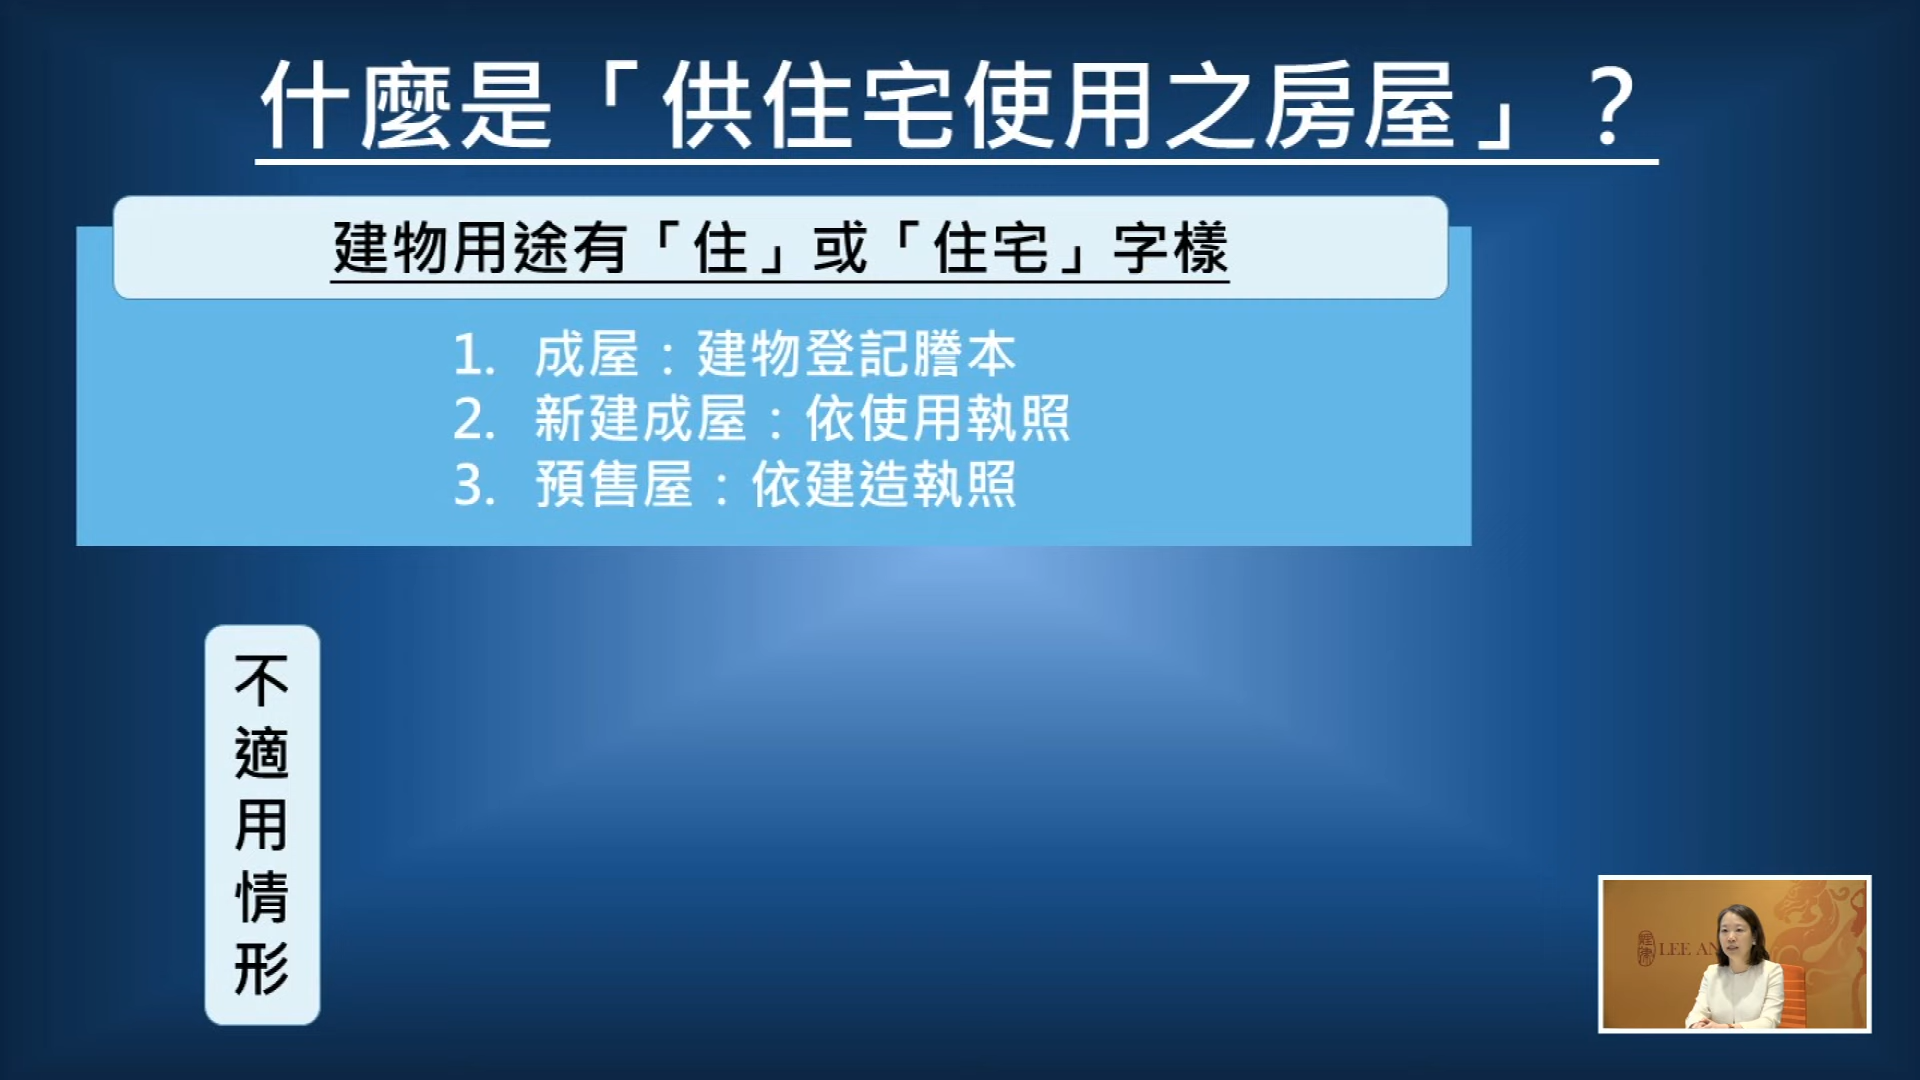 什麼是「供住宅使用之房屋」？
建物用途有「住」或「住宅」字樣
1. 成屋：建物登記謄本
2. 新建成屋：依使用執照
3. 預售屋：依建造執照
不適用情形
LEE AN